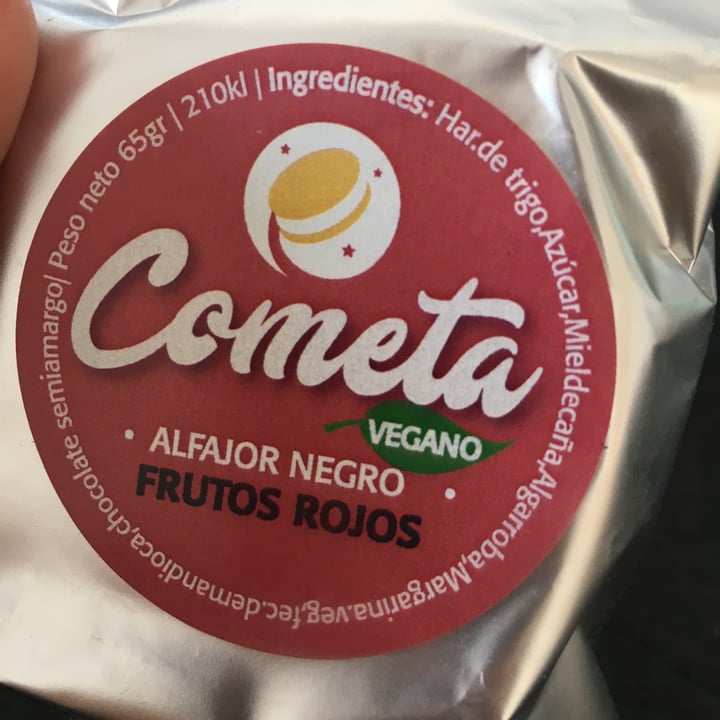 Peso neto 65gr | 210kl | Ingredientes: Har.de trigo,Azúcar,Mieldecaña,Algarroba,Margarina.veg,fec.demandioca,chocolate semiamargo|
Cometa
VEGANO
• ALFAJOR NEGRO •
FRUTOS ROJOS